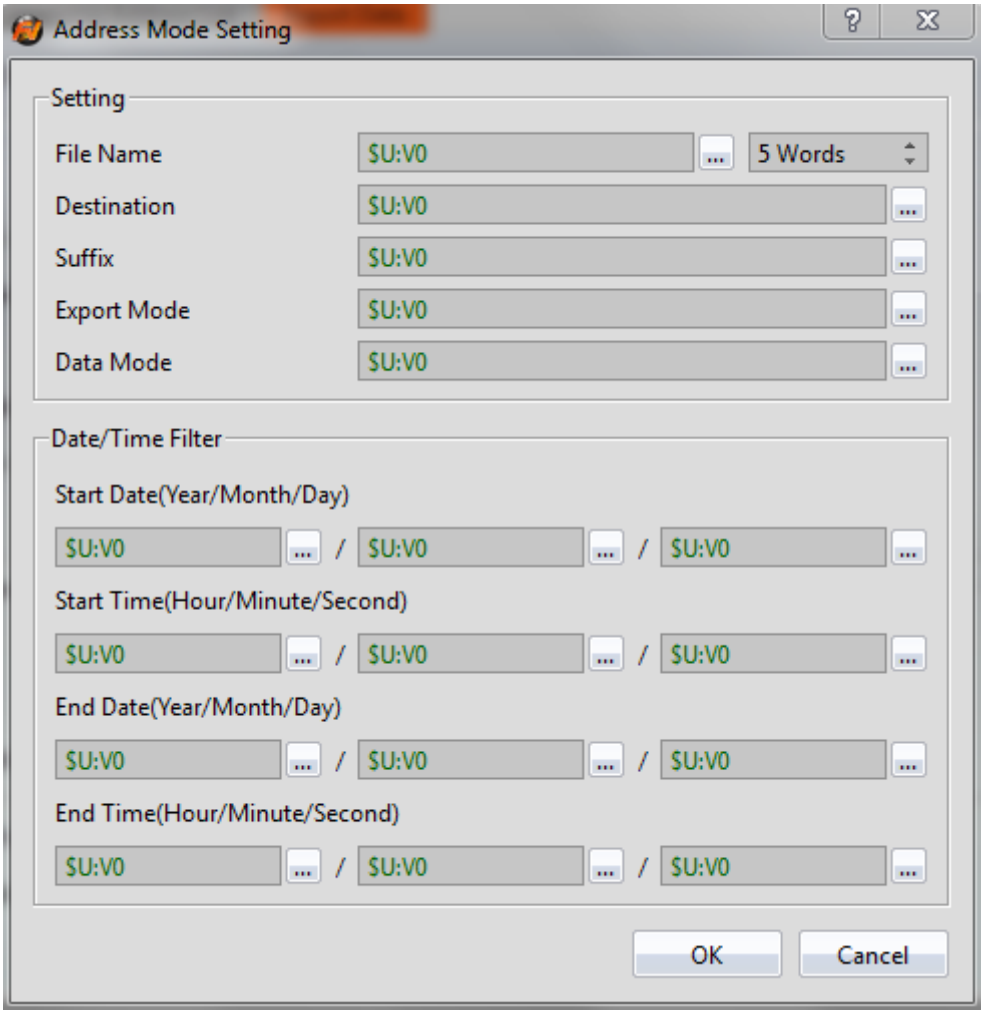 Address Mode Setting
Setting
File Name $U:V0 ... 5 Words
Destination $U:V0 ...
Suffix $U:V0 ...
Export Mode $U:V0 ...
Data Mode $U:V0 ...
Date/Time Filter
Start Date(Year/Month/Day)
$U:V0 ... / $U:V0 ... / $U:V0 ...
Start Time(Hour/Minute/Second)
$U:V0 ... / $U:V0 ... / $U:V0 ...
End Date(Year/Month/Day)
$U:V0 ... / $U:V0 ... / $U:V0 ...
End Time(Hour/Minute/Second)
$U:V0 ... / $U:V0 ... / $U:V0 ...
OK Cancel